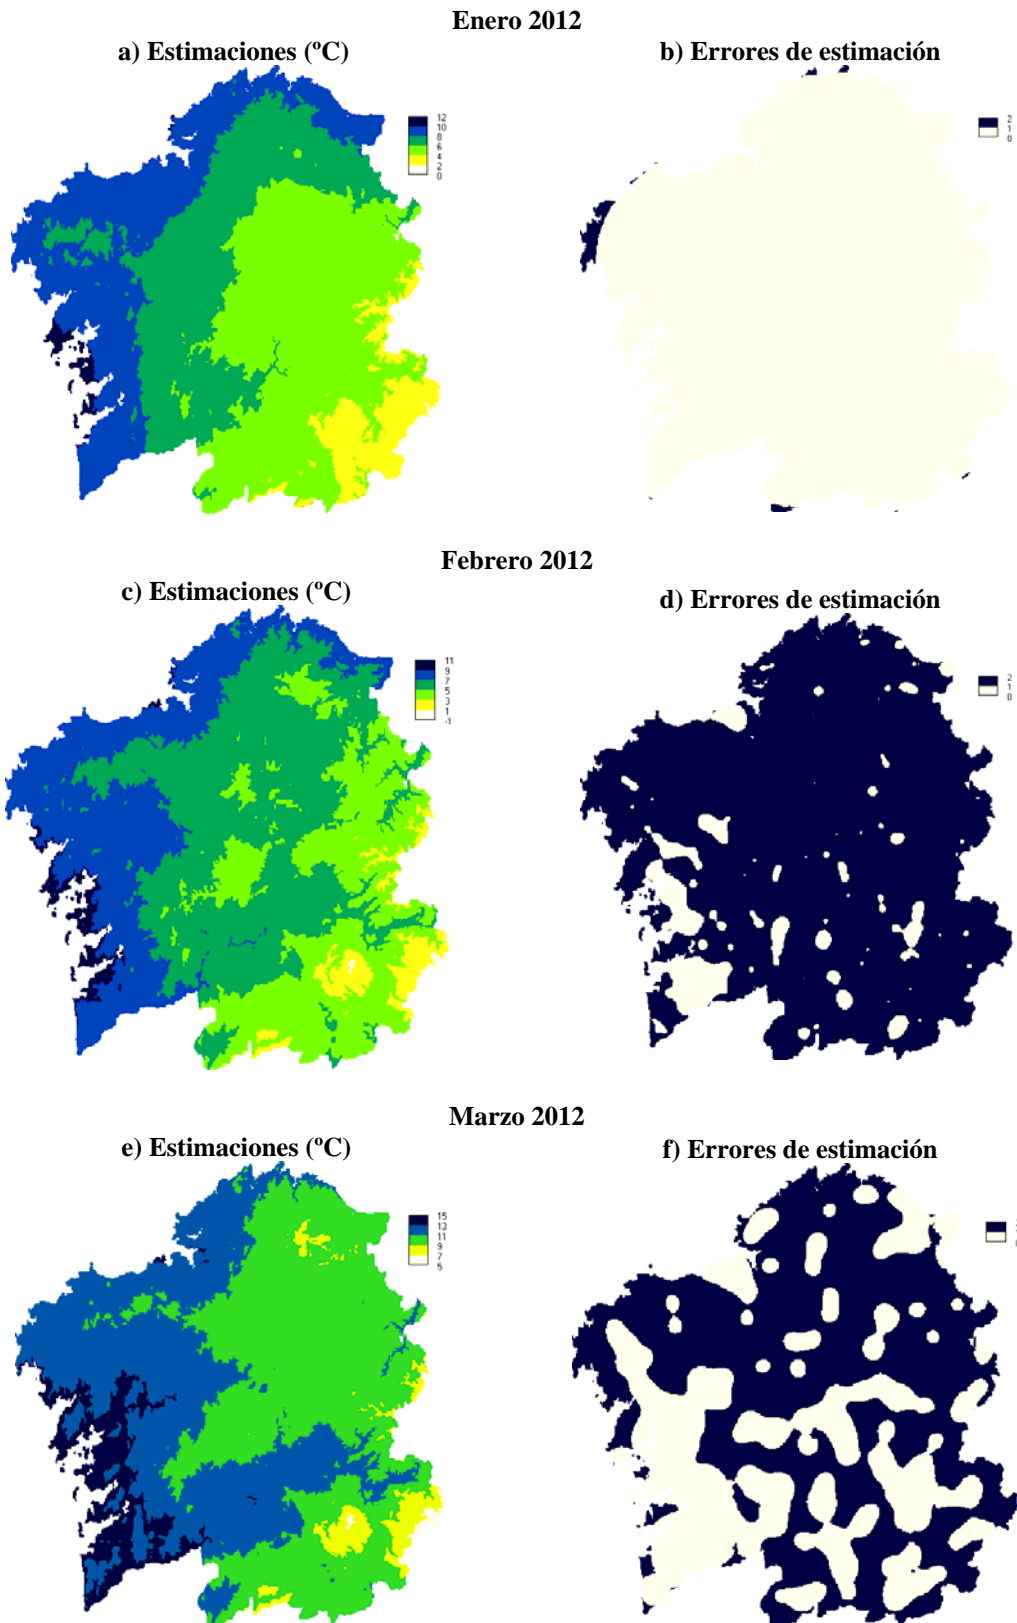 Enero 2012
a) Estimaciones (ºC)
b) Errores de estimación
12
10
8
6
4
2
0
2
1
0
Febrero 2012
c) Estimaciones (ºC)
d) Errores de estimación
11
9
7
5
3
1
-1
2
1
0
Marzo 2012
e) Estimaciones (ºC)
f) Errores de estimación
15
13
11
9
7
5